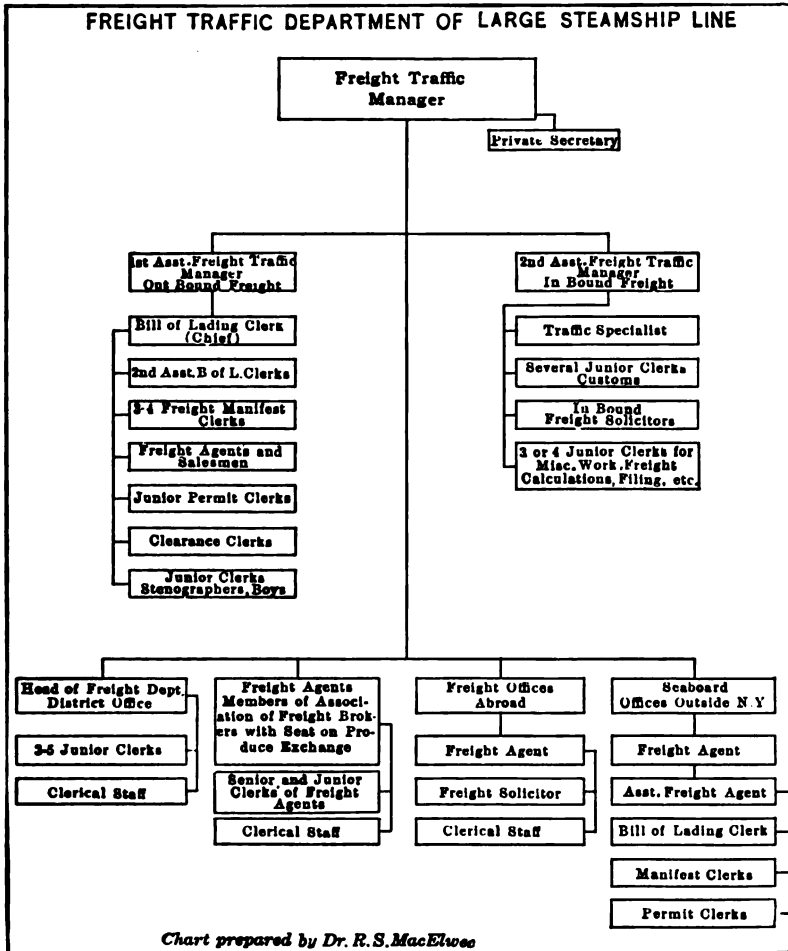 FREIGHT TRAFFIC DEPARTMENT OF LARGE STEAMSHIP LINE
Freight Traffic
Manager
Private Secretary
1st Asst. Freight Traffic
Manager
Out Bound Freight
2nd Asst. Freight Traffic
Manager
In Bound Freight
Bill of Lading Clerk
(Chief)
2nd Asst. B of L. Clerks
3-4 Freight Manifest
Clerks
Freight Agents and
Salesmen
Junior Permit Clerks
Clearance Clerks
Junior Clerks
Stenographers, Boys
Traffic Specialist
Several Junior Clerks
Customs
In Bound
Freight Solicitors
3 or 4 Junior Clerks for
Misc. Work. Freight
Calculations, Filing, etc.
Head of Freight Dept.
District Office
3-5 Junior Clerks
Clerical Staff
Freight Agents
Members of Associ-
ation of Freight Brok-
ers with Seat on Pro
duce Exchange
Senior and Junior
Clerks of Freight
Agents
Clerical Staff
Freight Offices
Abroad
Freight Agent
Freight Solicitor
Clerical Staff
Seaboard
Offices Outside N.Y
Freight Agent
Asst. Freight Agent
Bill of Lading Clerk
Manifest Clerks
Permit Clerks
Chart prepared by Dr. R.S. MacElwee